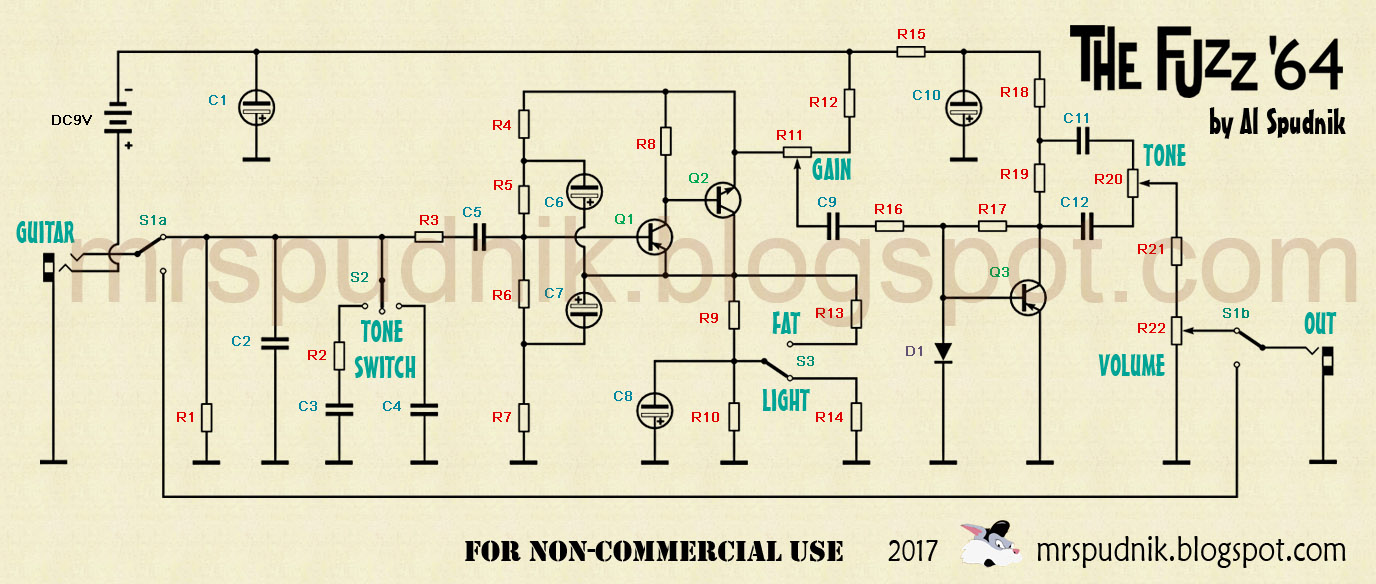 THE FUZZ '64
by Al Spudnik
R15
C1
C10
R18
DC9V
-
+
R4
R8
R12
C11
R11
GAIN
TONE
R5
C6
Q2
R19
R20
S1a
R3
C5
Q1
C9
R16
R17
C12
GUITAR
mrspudnik.blogspot.com
R21
S2
R6
C7
Q3
R9
FAT
R13
R22
S1b
OUT
C2
R2
TONE
SWITCH
S3
D1
VOLUME
C3
C4
C8
LIGHT
R1
R7
R10
R14
FOR NON-COMMERCIAL USE
2017
mrspudnik.blogspot.com